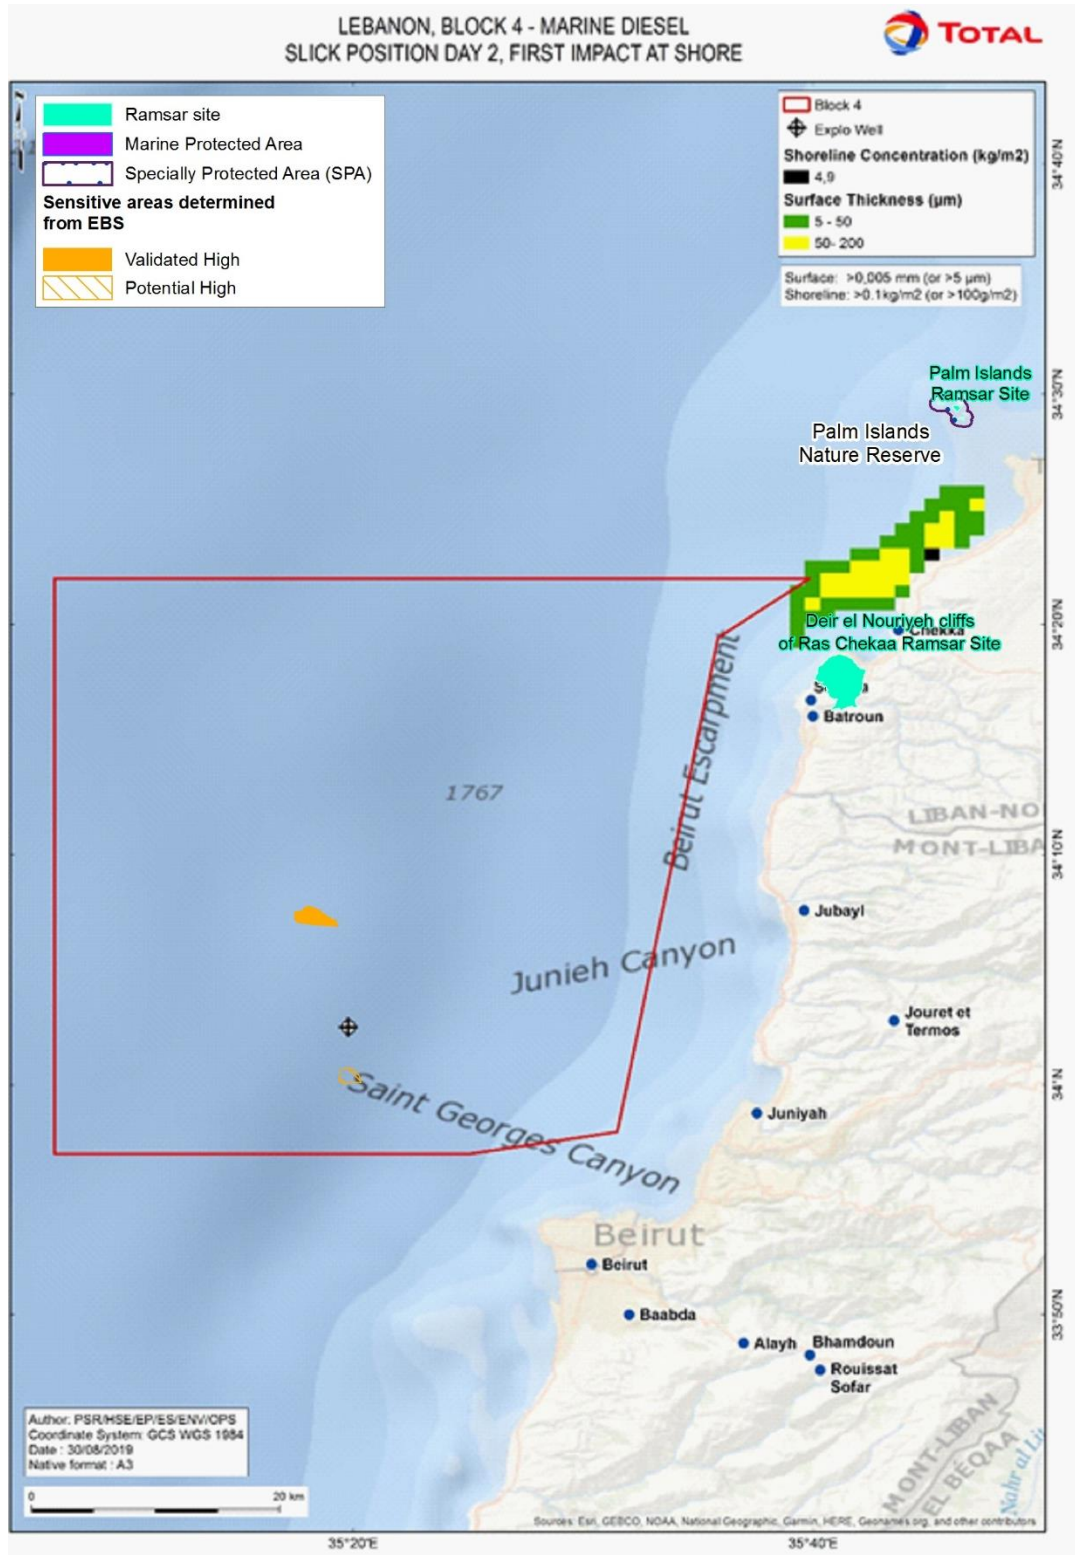 LEBANON, BLOCK 4 - MARINE DIESEL
SLICK POSITION DAY 2, FIRST IMPACT AT SHORE
TOTAL
Ramsar site
Marine Protected Area
Specially Protected Area (SPA)
Sensitive areas determined
from EBS
Validated High
Potential High
Block 4
Explo Well
Shoreline Concentration (kg/m2)
4,9
Surface Thickness (µm)
5 - 50
50- 200
Surface: >0,005 mm (or >5 µm)
Shoreline: >0.1kg/m2 (or >100g/m2)
34°40'N
Palm Islands
Ramsar Site
34°30'N
Palm Islands
Nature Reserve
Deir el Nouriyeh cliffs
of Ras Chekaa Ramsar Site
Chekka
34°20'N
Batroun
Beirut Escarpment
1767
LIBAN-NO
MONT-LIBA
34°10'N
Jubayl
Junieh Canyon
Jouret et
Termos
34°N
Saint Georges Canyon
Juniyah
Beirut
Beirut
Baabda
33°50'N
Alayh
Bhamdoun
Rouissat
Sofar
MONT-LIBAN
EL BÉQAA
Nahr al Li
Author: PSR/HSE/EP/ES/ENV/OPS
Coordinate System: GCS WGS 1984
Date : 30/08/2019
Native format : A3
0 20 km
Sources: Esri, GEBCO, NOAA, National Geographic, Garmin, HERE, Geonames.org, and other contributors
35°20'E
35°40'E